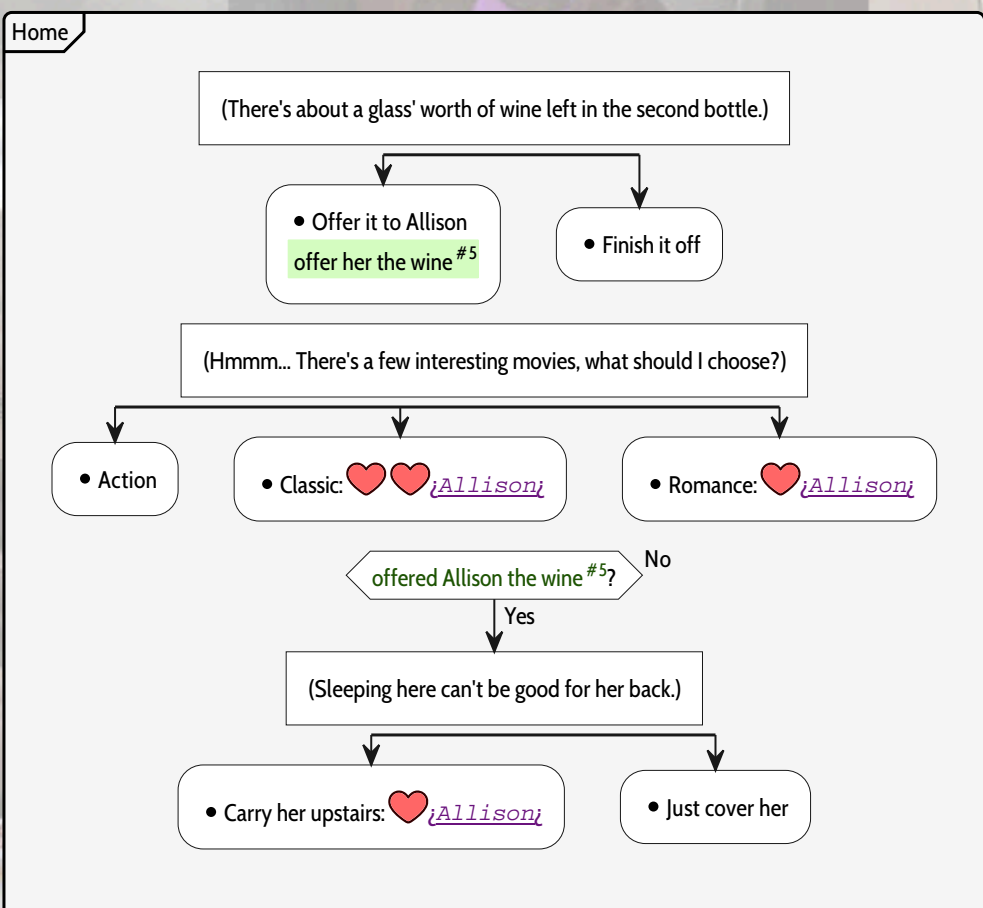 Home
(There's about a glass' worth of wine left in the second bottle.)
• Offer it to Allison
offer her the wine #5
• Finish it off
(Hmmm... There's a few interesting movies, what should I choose?)
• Action
• Classic: ¿Allison¿
• Romance: ¿Allison¿
offered Allison the wine #5?
No
Yes
(Sleeping here can't be good for her back.)
• Carry her upstairs: ¿Allison¿
• Just cover her